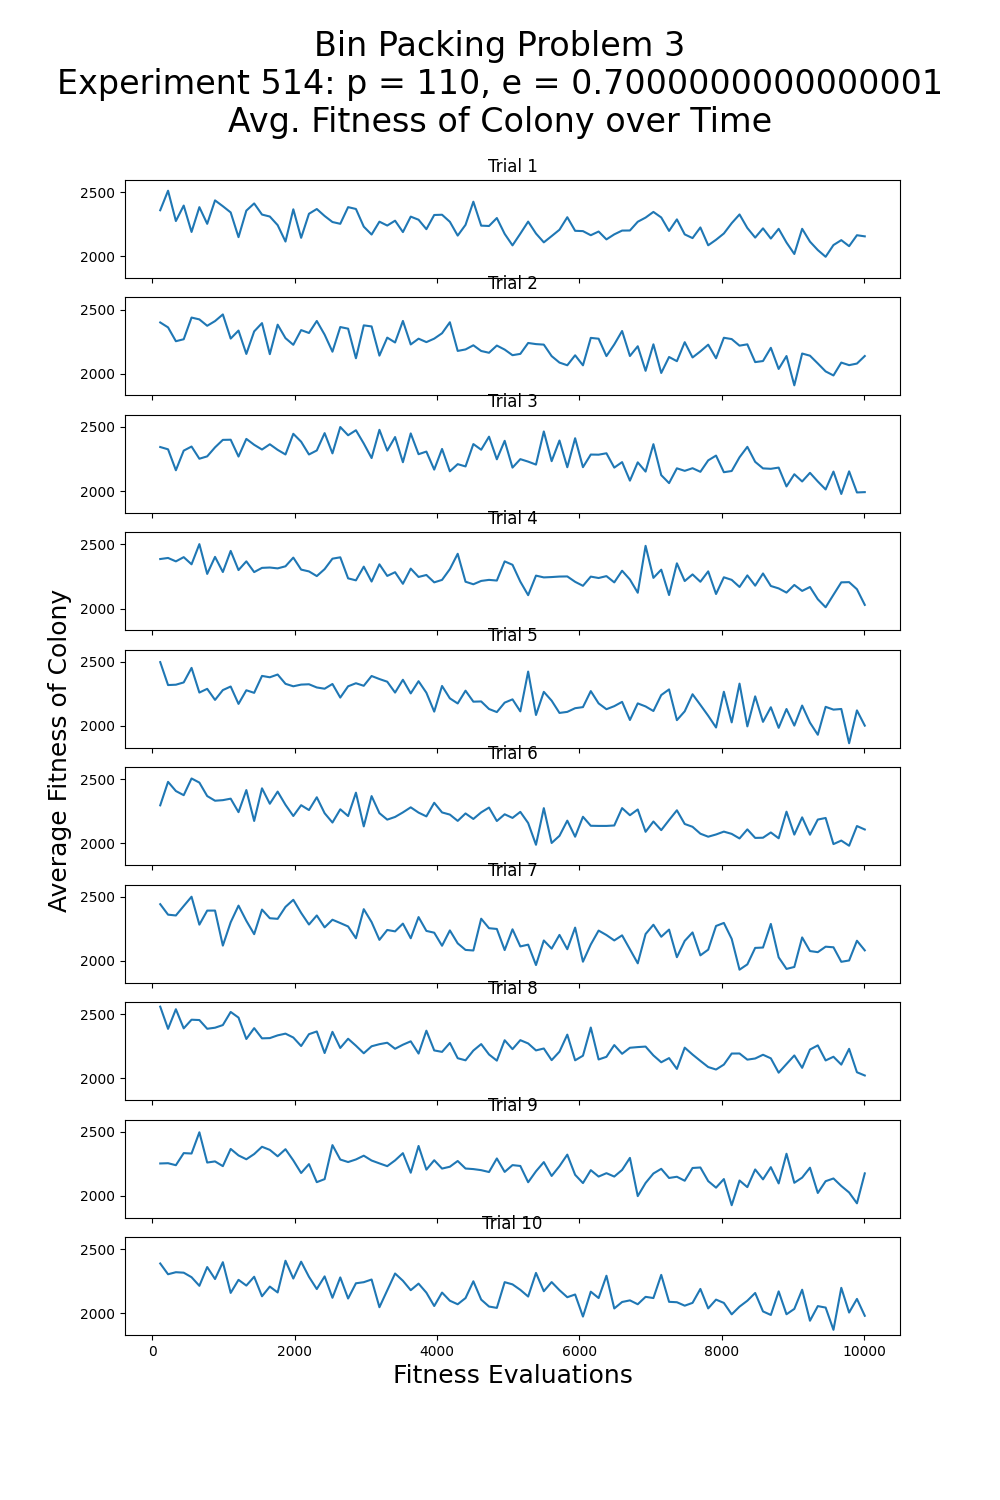 Bin Packing Problem 3
Experiment 514: p = 110, e = 0.7000000000000001
Avg. Fitness of Colony over Time
Trial 1
2500
2000
Trial 2
2500
2000
Trial 3
2500
2000
Trial 4
2500
2000
Trial 5
2500
2000
Trial 6
2500
2000
Trial 7
2500
2000
Trial 8
2500
2000
Trial 9
2500
2000
Trial 10
2500
2000
0 2000 4000 6000 8000 10000
Average Fitness of Colony
Fitness Evaluations